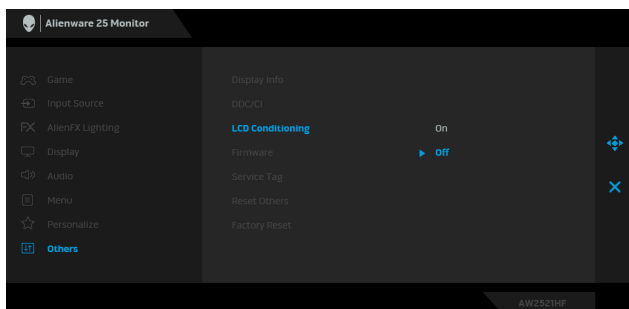 Alienware 25 Monitor
Game
Display Info
Input Source
DDC/CI
FX AlienFX Lighting
LCD Conditioning On
Display
Firmware Off
Audio
Service Tag
Menu
Reset Others
Personalize
Factory Reset
Others
AW2521HF